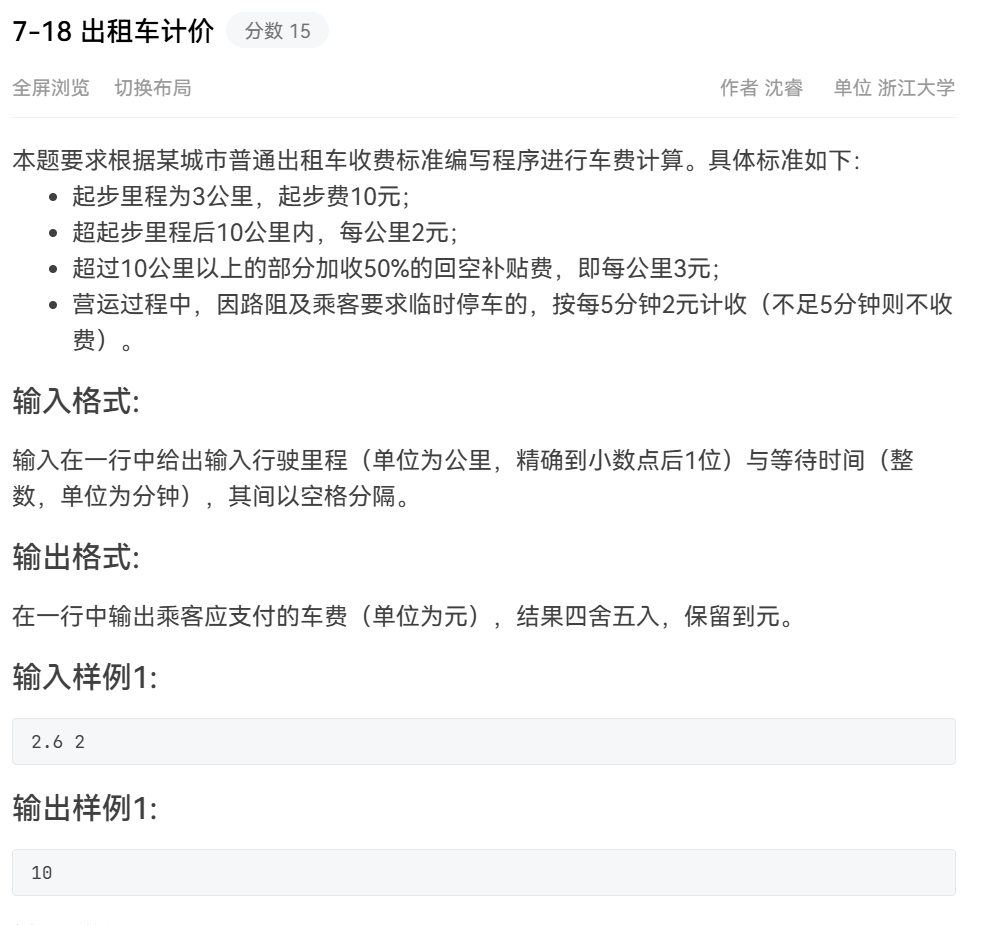 7-18 出租车计价 分数 15
全屏浏览 切换布局 作者 沈睿 单位 浙江大学
本题要求根据某城市普通出租车收费标准编写程序进行车费计算。具体标准如下：
• 起步里程为3公里，起步费10元；
• 超起步里程后10公里内，每公里2元；
• 超过10公里以上的部分加收50%的回空补贴费，即每公里3元；
• 营运过程中，因路阻及乘客要求临时停车的，按每5分钟2元计收（不足5分钟则不收
费）。
输入格式:
输入在一行中给出输入行驶里程（单位为公里，精确到小数点后1位）与等待时间（整
数，单位为分钟），其间以空格分隔。
输出格式:
在一行中输出乘客应支付的车费（单位为元），结果四舍五入，保留到元。
输入样例1:
2.6 2
输出样例1:
10